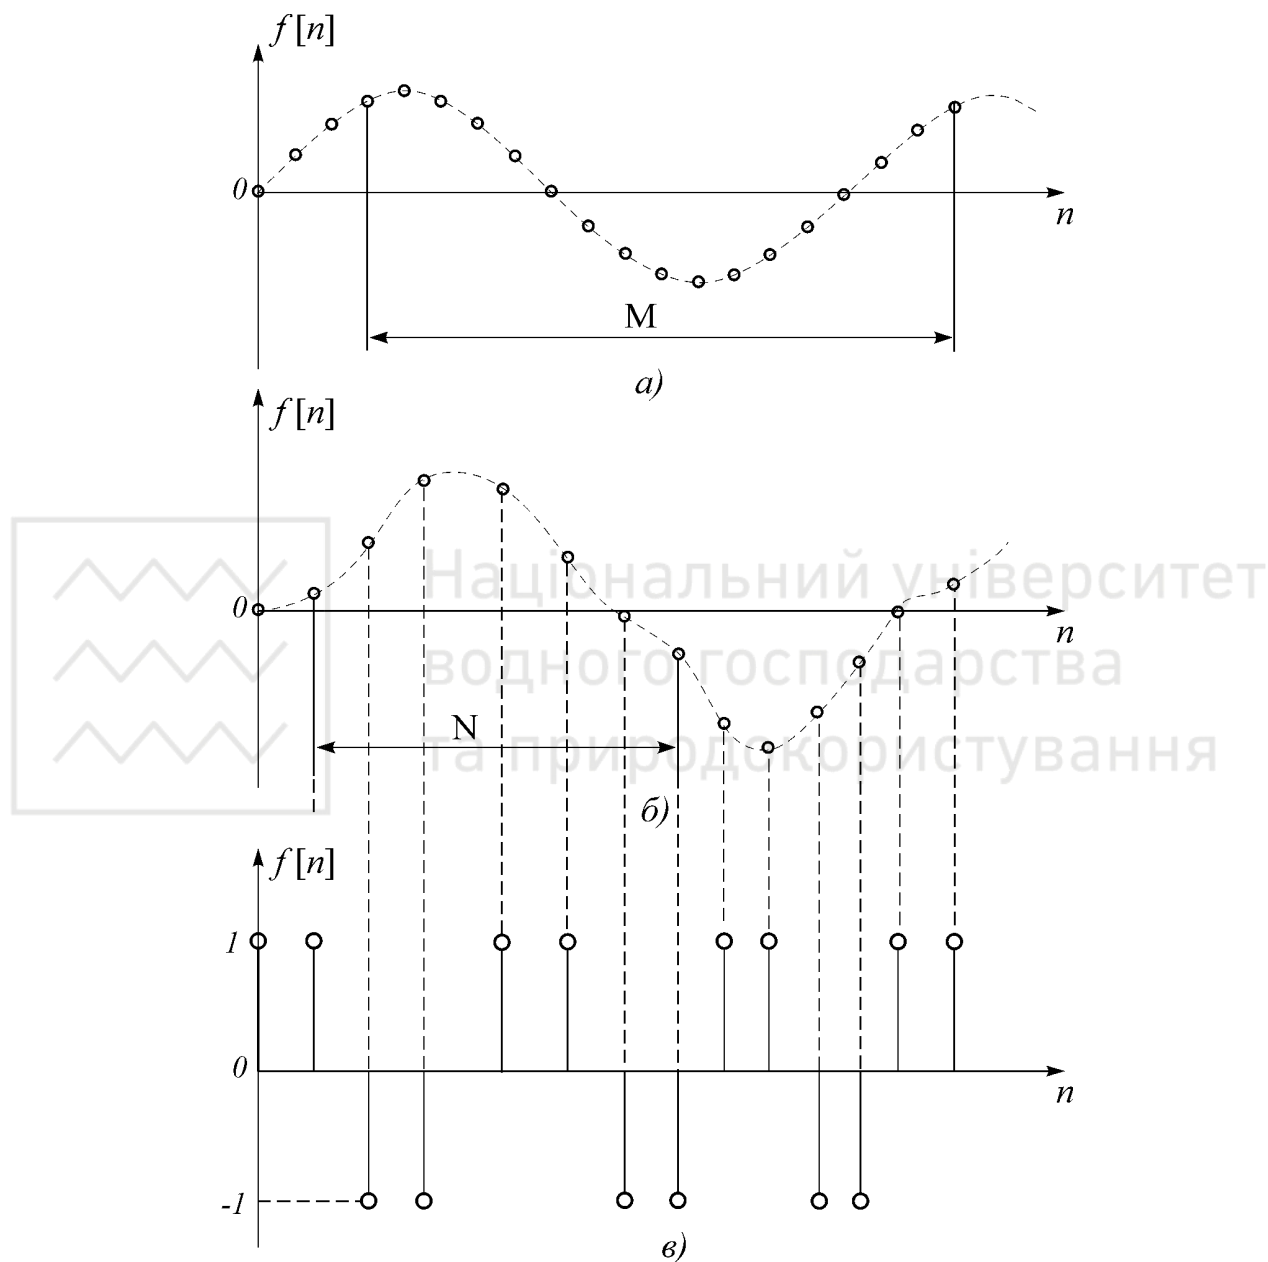 f [n]
0
n
M
а)
f [n]
Національний університет
0
n
водного господарства
N
та природокористування
б)
f [n]
1
0
n
-1
в)